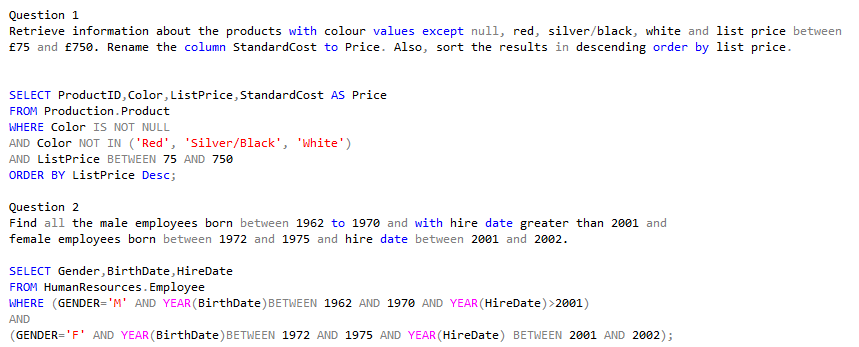 Question 1
Retrieve information about the products with colour values except null, red, silver/black, white and list price between
£75 and £750. Rename the column StandardCost to Price. Also, sort the results in descending order by list price.
SELECT ProductID,Color,ListPrice,StandardCost AS Price
FROM Production.Product
WHERE Color IS NOT NULL
AND Color NOT IN ('Red', 'Silver/Black', 'White')
AND ListPrice BETWEEN 75 AND 750
ORDER BY ListPrice Desc;
Question 2
Find all the male employees born between 1962 to 1970 and with hire date greater than 2001 and
female employees born between 1972 and 1975 and hire date between 2001 and 2002.
SELECT Gender,BirthDate,HireDate
FROM HumanResources.Employee
WHERE (GENDER='M' AND YEAR(BirthDate)BETWEEN 1962 AND 1970 AND YEAR(HireDate)>2001)
AND
(GENDER='F' AND YEAR(BirthDate)BETWEEN 1972 AND 1975 AND YEAR(HireDate) BETWEEN 2001 AND 2002);